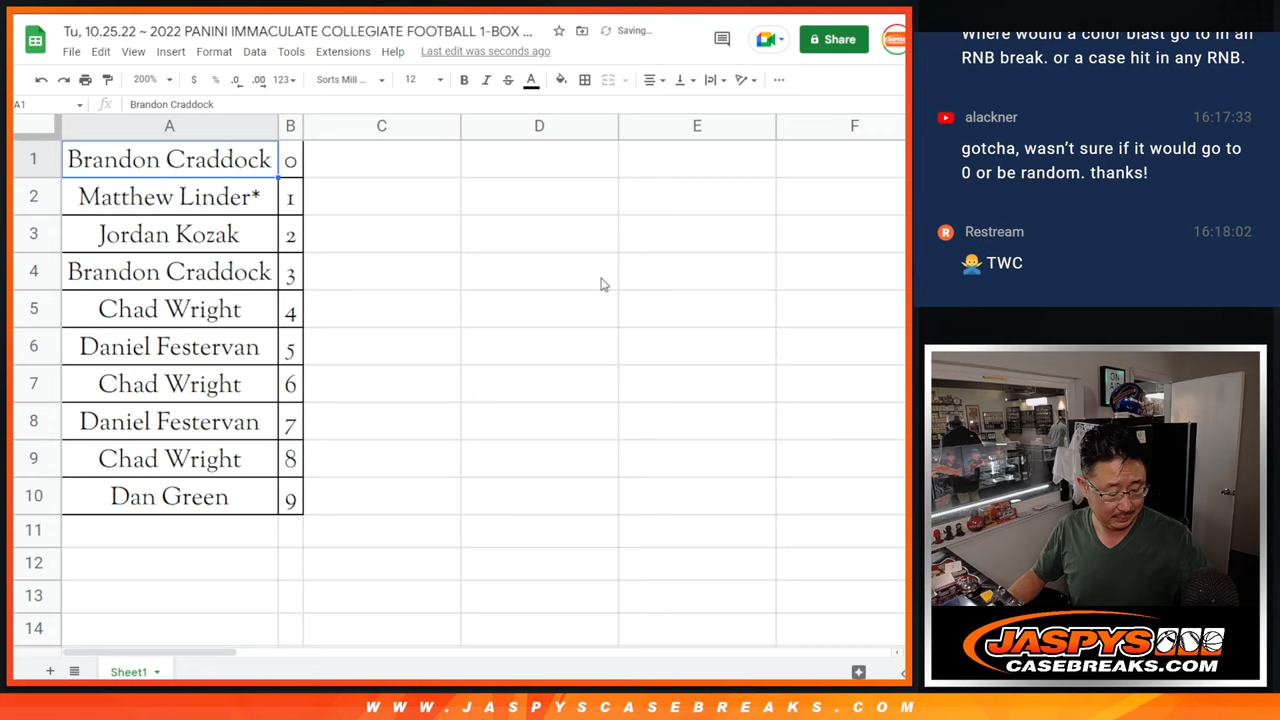 Tu, 10.25.22 ~ 2022 PANINI IMMACULATE COLLEGIATE FOOTBALL 1-BOX ...
Saving...
Share
File Edit View Insert Format Data Tools Extensions Help Last edit was seconds ago
200% $ % .0 .00 123 Sorts Mill ... 12 B I S A
A1 fx Brandon Craddock
A B C D E F
1 Brandon Craddock 0
2 Matthew Linder* 1
3 Jordan Kozak 2
4 Brandon Craddock 3
5 Chad Wright 4
6 Daniel Festervan 5
7 Chad Wright 6
8 Daniel Festervan 7
9 Chad Wright 8
10 Dan Green 9
11
12
13
14
Sheet1
Where would a color blast go to in an
RNB break. or a case hit in any RNB.
alackner 16:17:33
gotcha, wasn't sure if it would go to
0 or be random. thanks!
R Restream 16:18:02
TWC
ON
AIR
JASPYS
CASEBREAKS.COM
WWW.JASPYSCASEBREAKS.COM